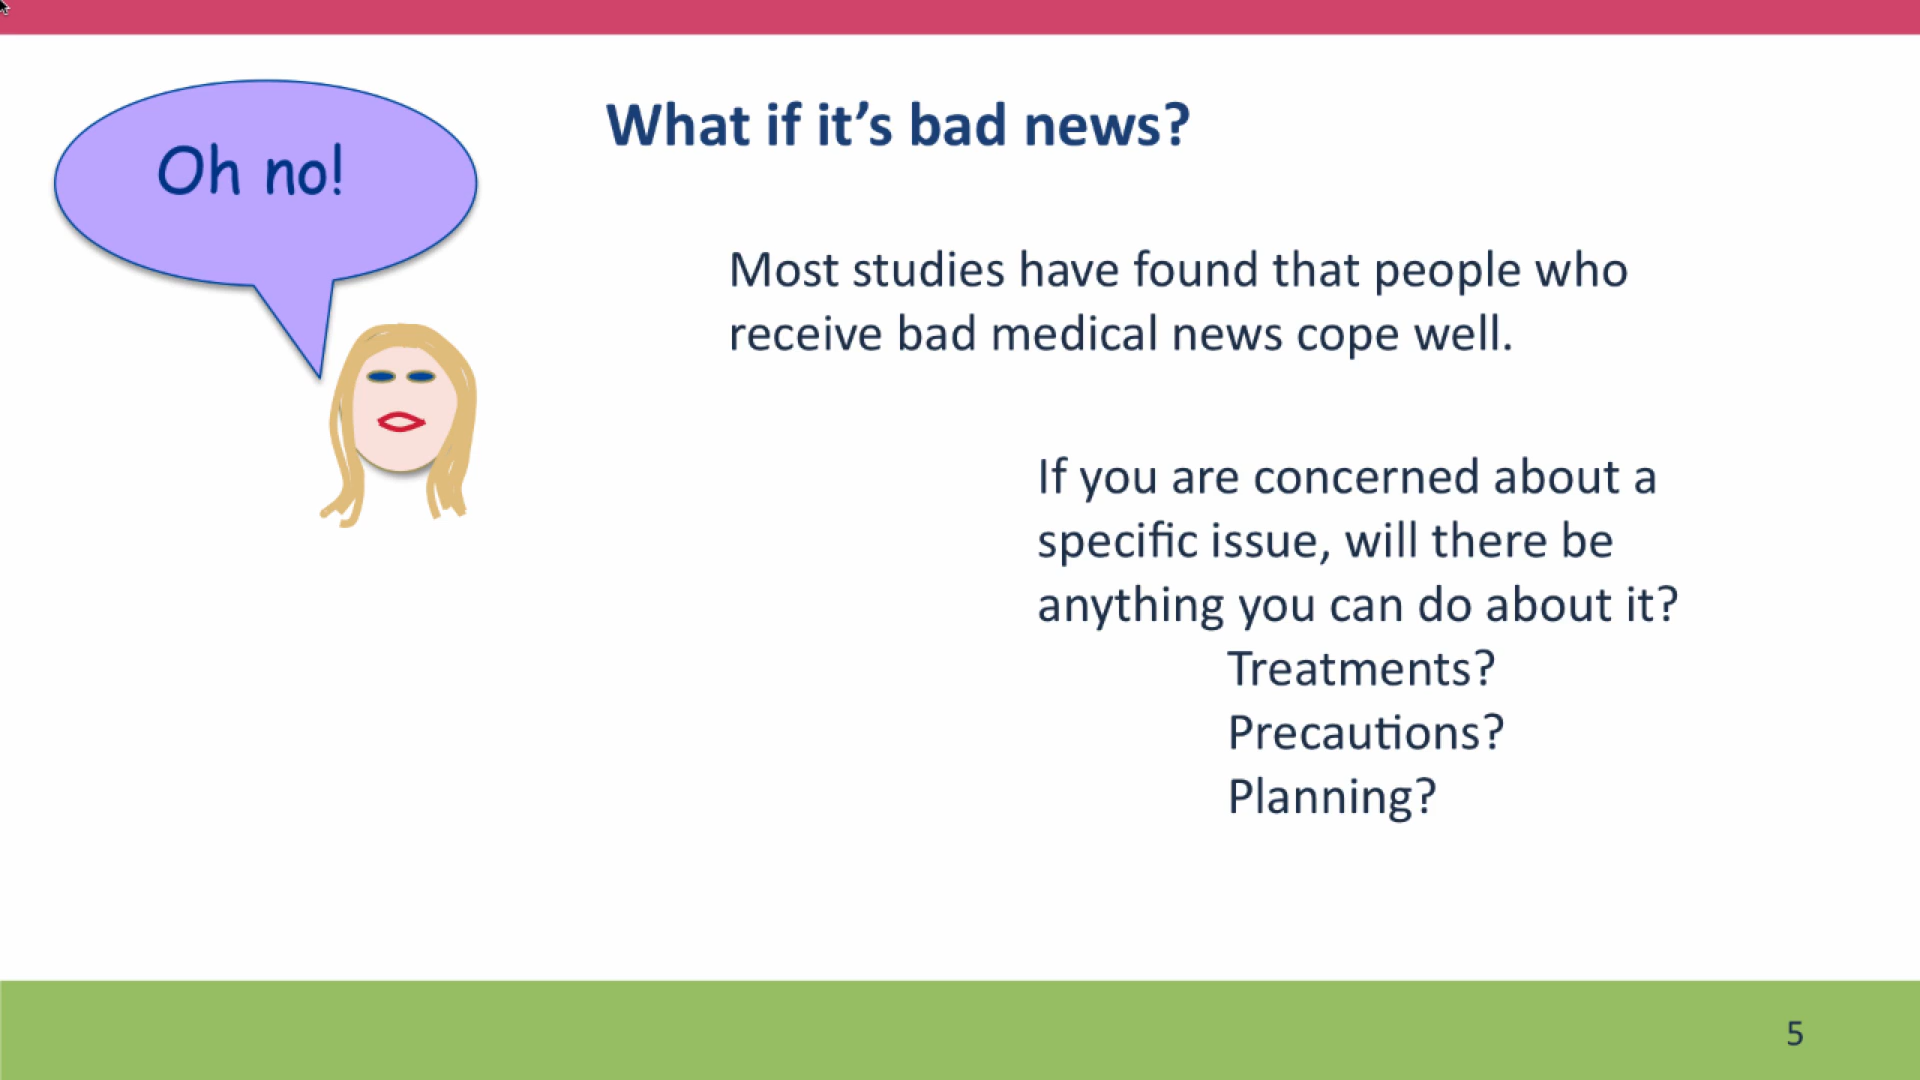 Oh no!
What if it’s bad news?
Most studies have found that people who
receive bad medical news cope well.
If you are concerned about a
specific issue, will there be
anything you can do about it?
Treatments?
Precautions?
Planning?
5